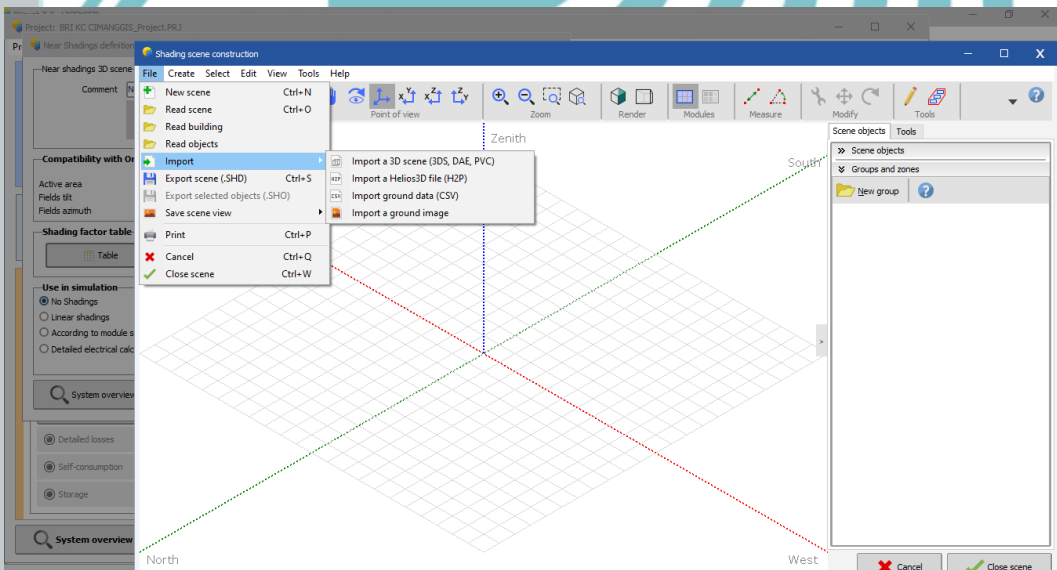 Project: BRI KC CIMANGGIS_Project.PRJ
Near Shadings definition
Near shadings 3D scene
Comment
Compatibility with Or
Active area
Fields tilt
Fields azimuth
Shading factor table
Table
Use in simulation
No Shadings
Linear shadings
According to module s
Detailed electrical calc
System overview
Detailed losses
Self-consumption
Storage
System overview
Shading scene construction
File Create Select Edit View Tools Help
New scene Ctrl+N
Read scene Ctrl+O
Read building
Read objects
Import
Export scene (.SHD) Ctrl+S
Export selected objects (.SHO)
Save scene view
Print Ctrl+P
Cancel Ctrl+Q
Close scene Ctrl+W
Import a 3D scene (3DS, DAE, PVC)
H2P Import a Helios3D file (H2P)
CSV Import ground data (CSV)
Import a ground image
Point of view Zoom Render Modules Measure Modify Tools
Zenith
South
North
West
Scene objects Tools
Scene objects
Groups and zones
New group
Cancel Close scene